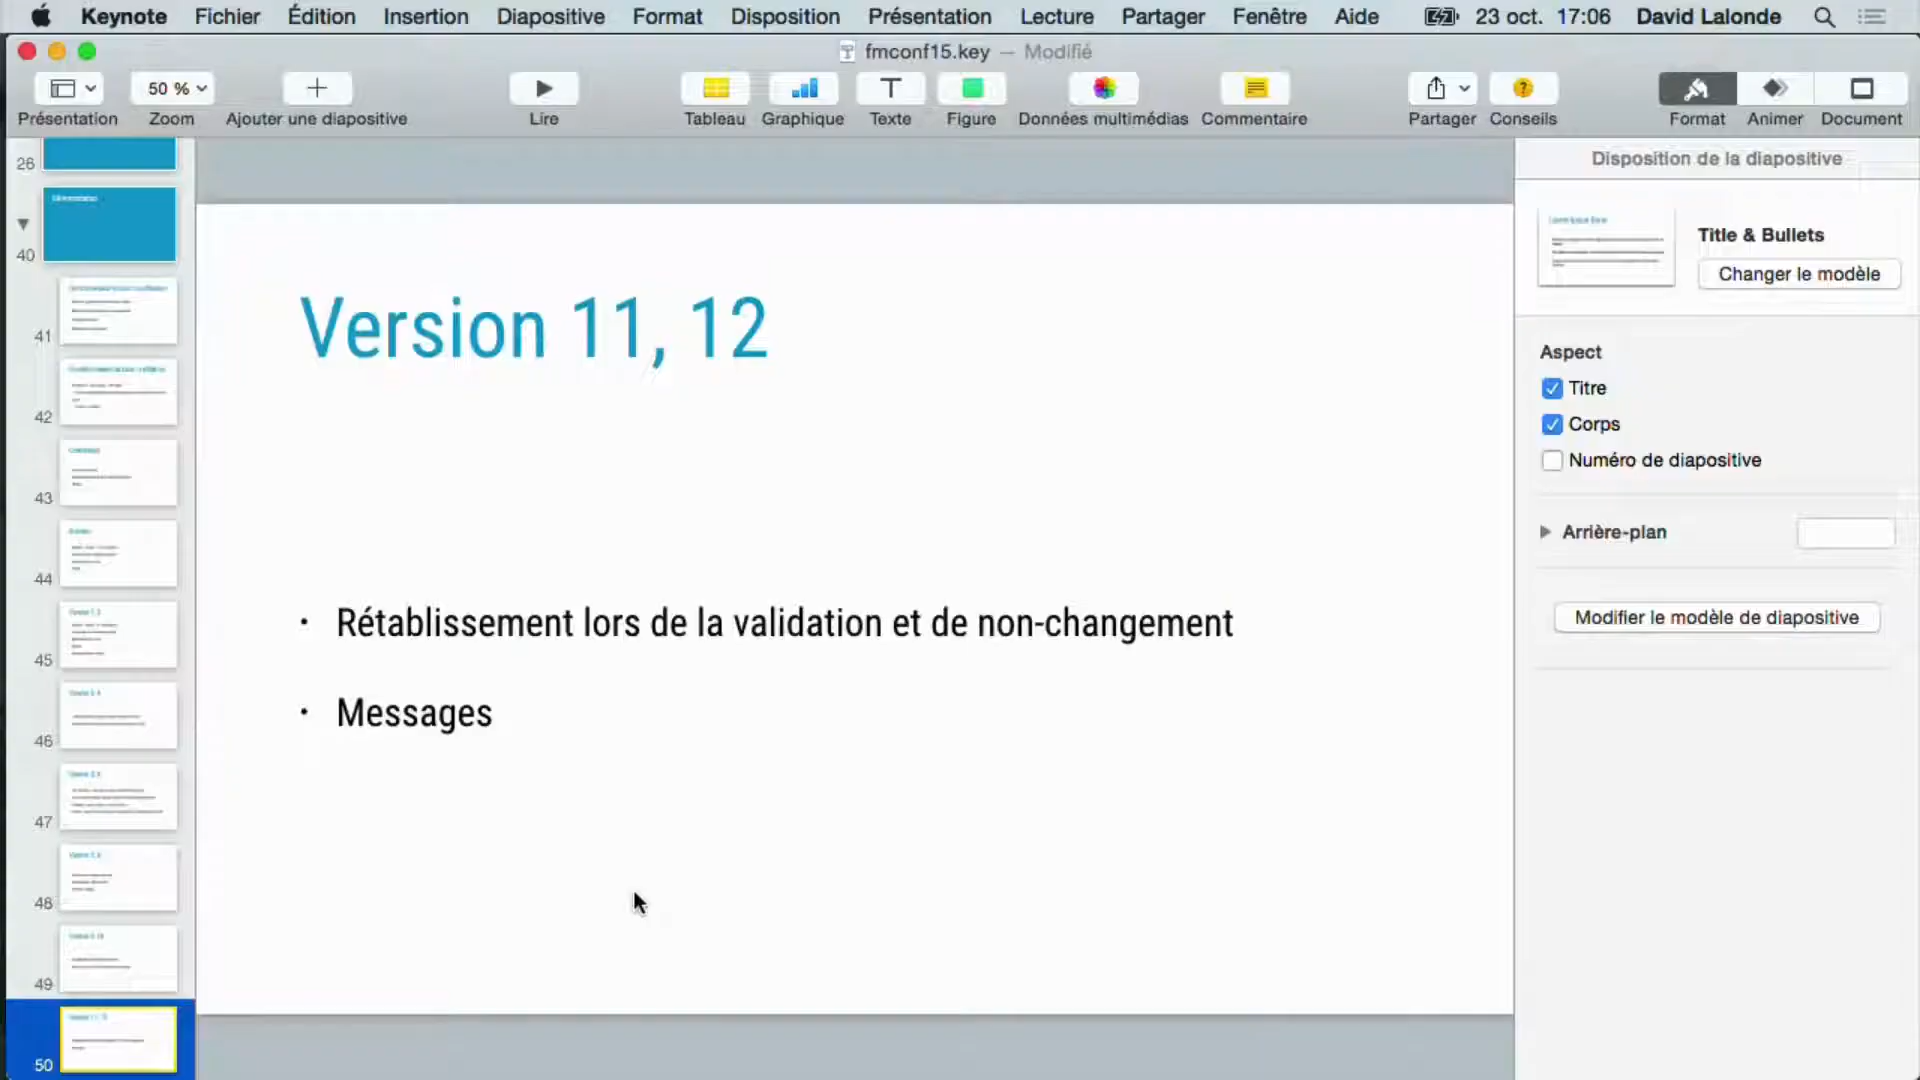 Keynote Fichier Édition Insertion Diapositive Format Disposition Présentation Lecture Partager Fenêtre Aide 23 oct. 17:06 David Lalonde
fmconf15.key — Modifié
50 %
Présentation Zoom Ajouter une diapositive Lire Tableau Graphique Texte Figure Données multimédias Commentaire Partager Conseils Format Animer Document
Disposition de la diapositive
Title & Bullets
Changer le modèle
Aspect
Titre
Corps
Numéro de diapositive
Arrière-plan
Modifier le modèle de diapositive
26
40
41
42
43
44
45
46
47
48
49
50
Version 11, 12
• Rétablissement lors de la validation et de non-changement
• Messages